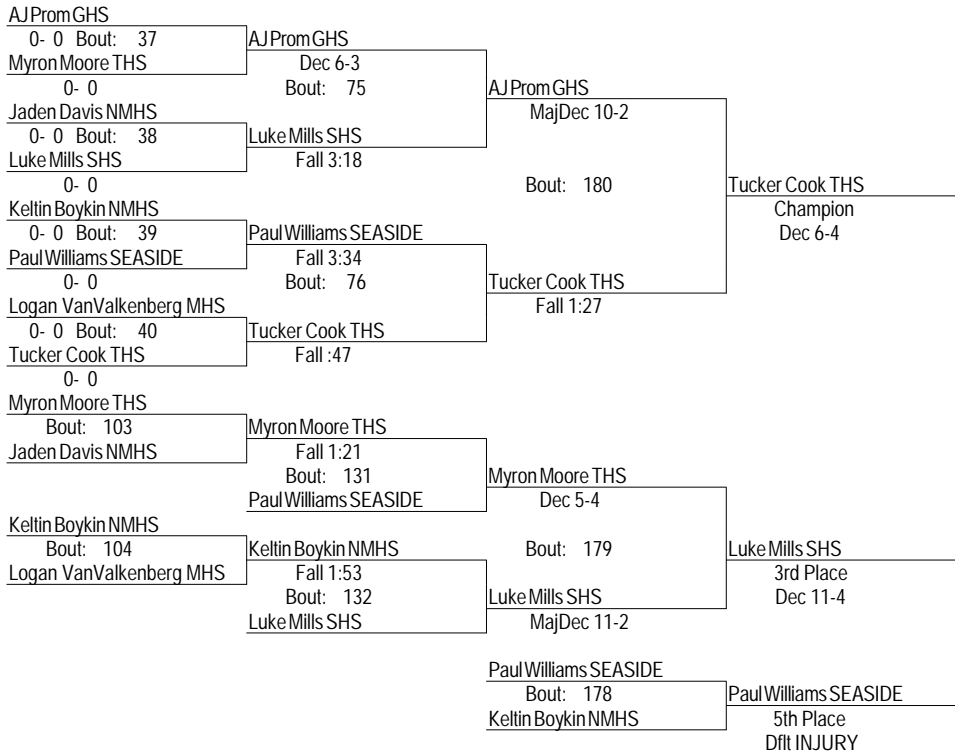 AJ Prom GHS
0- 0 Bout: 37
AJ Prom GHS
Myron Moore THS
Dec 6-3
0- 0
Bout: 75
AJ Prom GHS
Jaden Davis NMHS
MajDec 10-2
0- 0 Bout: 38
Luke Mills SHS
Luke Mills SHS
Fall 3:18
0- 0
Bout: 180
Tucker Cook THS
Keltin Boykin NMHS
Champion
0- 0 Bout: 39
Paul Williams SEASIDE
Dec 6-4
Paul Williams SEASIDE
Fall 3:34
0- 0
Bout: 76
Tucker Cook THS
Logan VanValkenberg MHS
Fall 1:27
0- 0 Bout: 40
Tucker Cook THS
Tucker Cook THS
Fall :47
0- 0
Myron Moore THS
Bout: 103
Myron Moore THS
Jaden Davis NMHS
Fall 1:21
Bout: 131
Myron Moore THS
Paul Williams SEASIDE
Dec 5-4
Keltin Boykin NMHS
Bout: 104
Keltin Boykin NMHS
Bout: 179
Luke Mills SHS
Logan VanValkenberg MHS
Fall 1:53
3rd Place
Bout: 132
Luke Mills SHS
Dec 11-4
Luke Mills SHS
MajDec 11-2
Paul Williams SEASIDE
Bout: 178
Paul Williams SEASIDE
Keltin Boykin NMHS
5th Place
Dflt INJURY